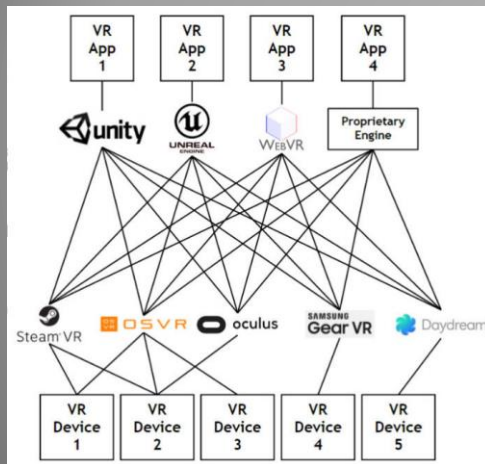 VR
App
1
VR
App
2
VR
App
3
VR
App
4
unity
UNREAL
ENGINE
WEBVR
Proprietary
Engine
Steam VR
OSVR
oculus
SAMSUNG
Gear VR
Daydream
VR
Device
1
VR
Device
2
VR
Device
3
VR
Device
4
VR
Device
5